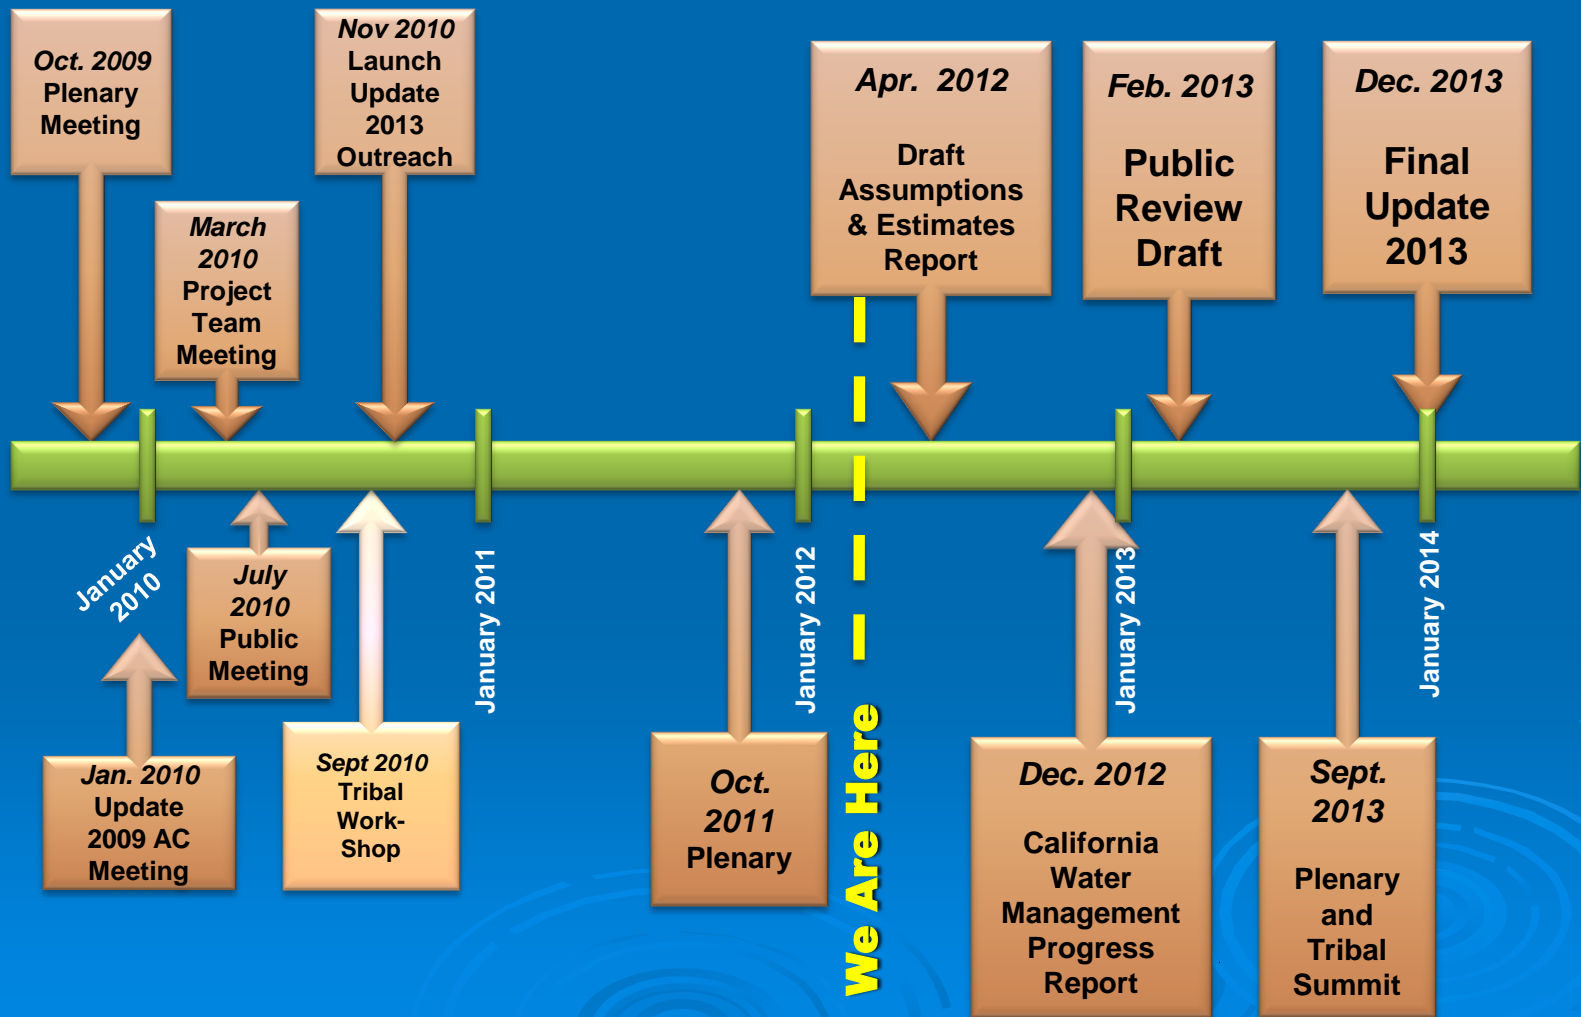 Oct. 2009
Plenary
Meeting
March
2010
Project
Team
Meeting
Nov 2010
Launch
Update
2013
Outreach
Apr. 2012
Draft
Assumptions
& Estimates
Report
Feb. 2013
Public
Review
Draft
Dec. 2013
Final
Update
2013
January
2010
January 2011
January 2012
January 2013
January 2014
Jan. 2010
Update
2009 AC
Meeting
July
2010
Public
Meeting
Sept 2010
Tribal
Work-
Shop
Oct.
2011
Plenary
We Are Here
Dec. 2012
California
Water
Management
Progress
Report
Sept.
2013
Plenary
and
Tribal
Summit